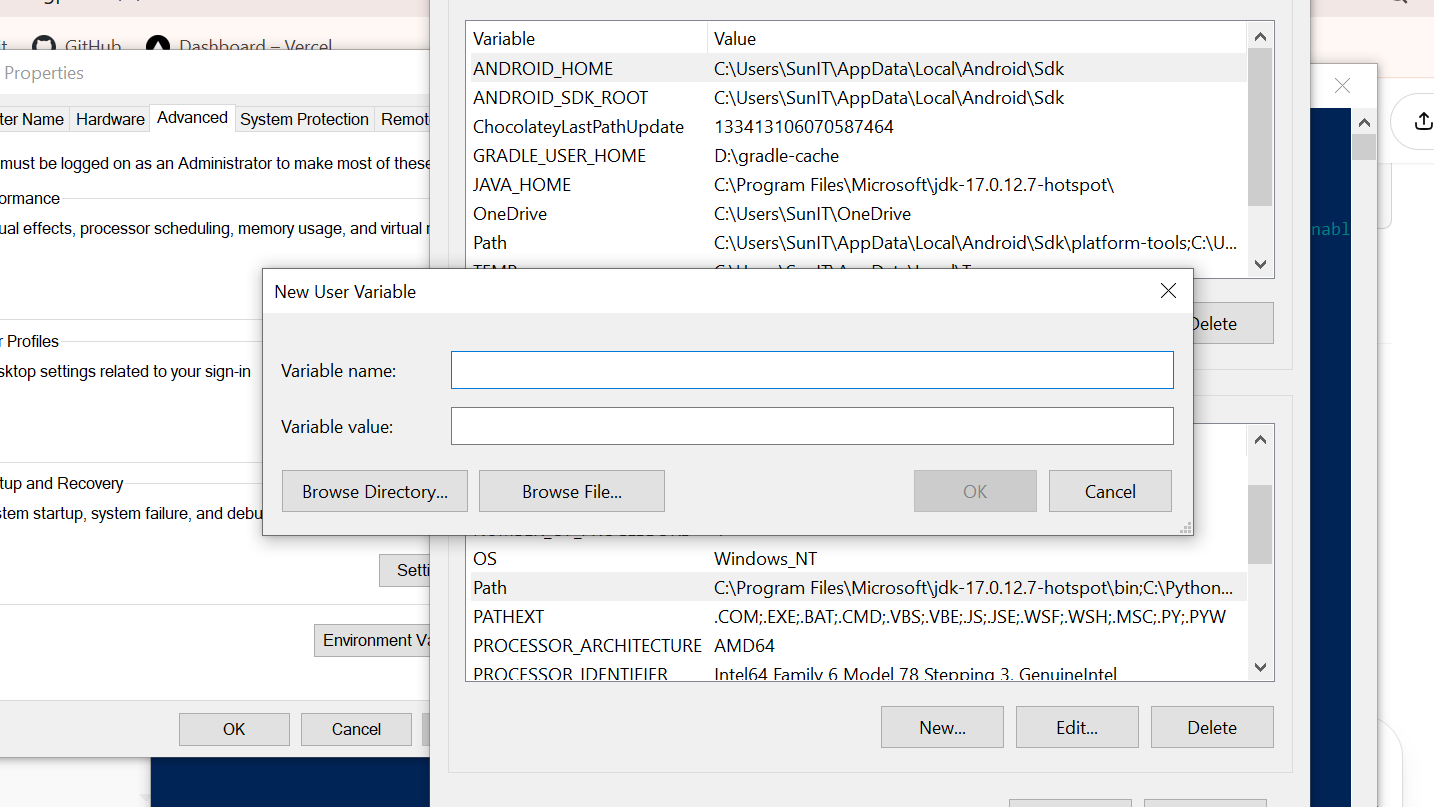 GitHub
Dashboard – Vercel
Properties
ter Name
Hardware
Advanced
System Protection
Remot
must be logged on as an Administrator to make most of these
ormance
ual effects, processor scheduling, memory usage, and virtual
r Profiles
sktop settings related to your sign-in
tup and Recovery
stem startup, system failure, and debu
Setti
Environment Va
OK
Cancel
Variable Value
ANDROID_HOME C:\Users\SunIT\AppData\Local\Android\Sdk
ANDROID_SDK_ROOT C:\Users\SunIT\AppData\Local\Android\Sdk
ChocolateyLastPathUpdate 133413106070587464
GRADLE_USER_HOME D:\gradle-cache
JAVA_HOME C:\Program Files\Microsoft\jdk-17.0.12.7-hotspot\
OneDrive C:\Users\SunIT\OneDrive
Path C:\Users\SunIT\AppData\Local\Android\Sdk\platform-tools;C:\U...
Delete
New User Variable
Variable name:
Variable value:
Browse Directory...
Browse File...
OK
Cancel
OS Windows_NT
Path C:\Program Files\Microsoft\jdk-17.0.12.7-hotspot\bin;C:\Python...
PATHEXT .COM;.EXE;.BAT;.CMD;.VBS;.VBE;.JS;.JSE;.WSF;.WSH;.MSC;.PY;.PYW
PROCESSOR_ARCHITECTURE AMD64
PROCESSOR_IDENTIFIER Intel64 Family 6 Model 78 Stepping 3, GenuineIntel
New...
Edit...
Delete
nabl